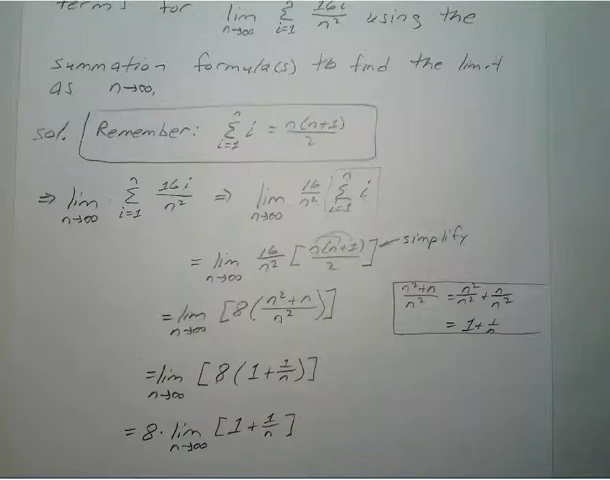 terms for lim n→∞ n Σ i=1 16i/n² using the
summation formula(s) to find the limit
as n→∞.
sol. Remember: n Σ i=1 i = n(n+1)/2
⇒ lim n→∞ n Σ i=1 16i/n² ⇒ lim n→∞ 16/n² n Σ i=1 i
= lim n→∞ 16/n² [n(n+1)/2] simplify
= lim n→∞ [8(n²+n/n²)]
n²+n/n² = n²/n² + n/n²
= 1+1/n
= lim n→∞ [8(1+1/n)]
= 8·lim n→∞ [1+1/n]